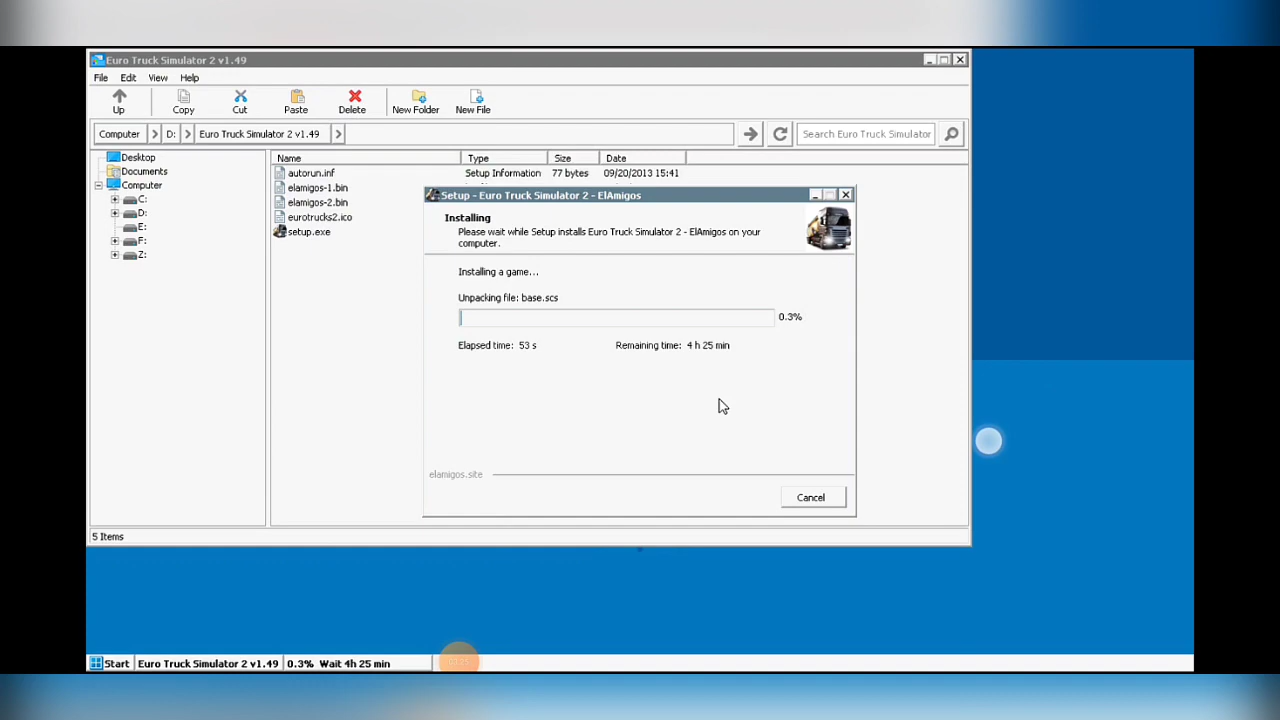 Euro Truck Simulator 2 v1.49
File Edit View Help
Up Copy Cut Paste Delete New Folder New File
Computer D: Euro Truck Simulator 2 v1.49 Search Euro Truck Simulator
Desktop
Documents
Computer
C:
D:
E:
F:
Z:
Name Type Size Date
autorun.inf Setup Information 77 bytes 09/20/2013 15:41
elamigos-1.bin
elamigos-2.bin
eurotrucks2.ico
setup.exe
Setup - Euro Truck Simulator 2 - ElAmigos
Installing
Please wait while Setup installs Euro Truck Simulator 2 - ElAmigos on your
computer.
Installing a game...
Unpacking file: base.scs
0.3%
Elapsed time: 53 s Remaining time: 4 h 25 min
elamigos.site
Cancel
5 Items
Start Euro Truck Simulator 2 v1.49 0.3% Wait 4h 25 min